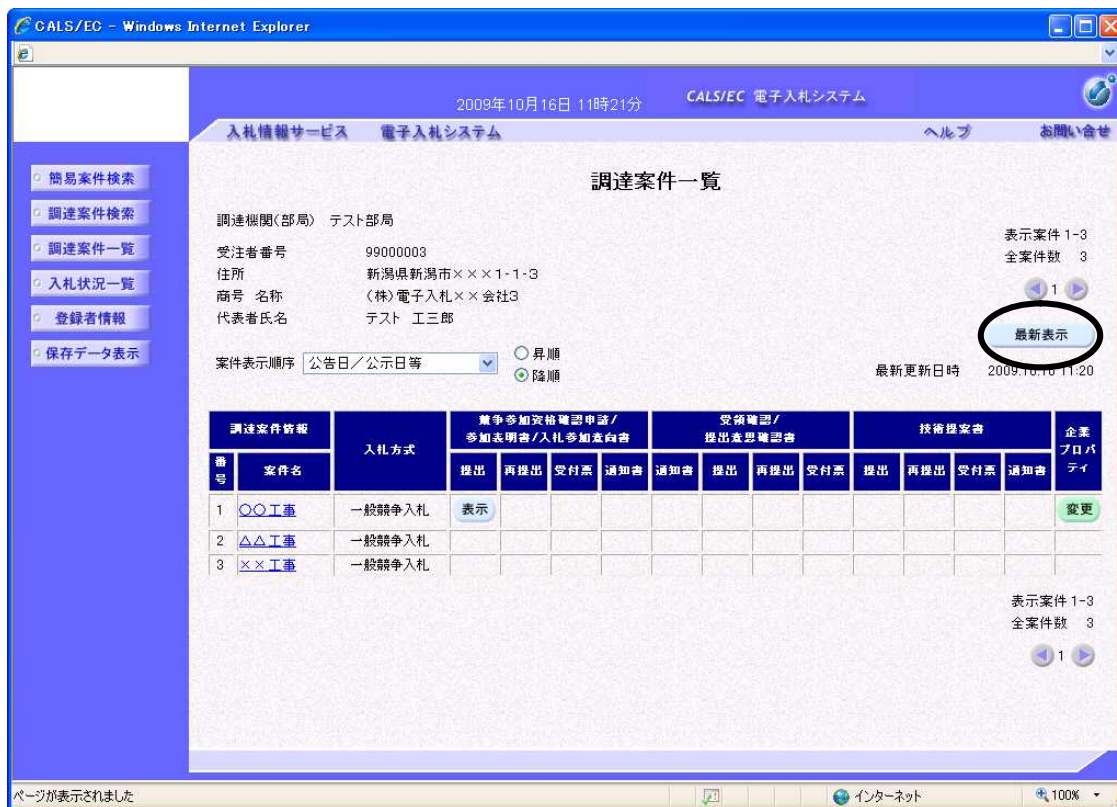 CALS/EC - Windows Internet Explorer
2009年10月16日 11時21分
CALS/EC 電子入札システム
入札情報サービス 電子入札システム ヘルプ お問い合せ
簡易案件検索
調達案件検索
調達案件一覧
入札状況一覧
登録者情報
保存データ表示
調達案件一覧
調達機関(部局) テスト部局
受注者番号 99000003
住所 新潟県新潟市×××1-1-3
商号 名称 (株)電子入札××会社3
代表者氏名 テスト 工三郎
表示案件 1-3
全案件数 3
1
最新表示
案件表示順序 公告日/公示日等
昇順
降順
最新更新日時 2009.10.16 11:20
調達案件情報 入札方式 競争参加資格確認申請/参加表明書/入札参加意向書 受領確認/提出意思確認書 技術提案書 企業プロパティ
番号 案件名 提出 再提出 受付票 通知書 通知書 提出 再提出 受付票 提出 再提出 受付票 通知書
1 〇〇工事 一般競争入札 表示 変更
2 △△工事 一般競争入札
3 ××工事 一般競争入札
表示案件 1-3
全案件数 3
1
ページが表示されました インターネット 100%